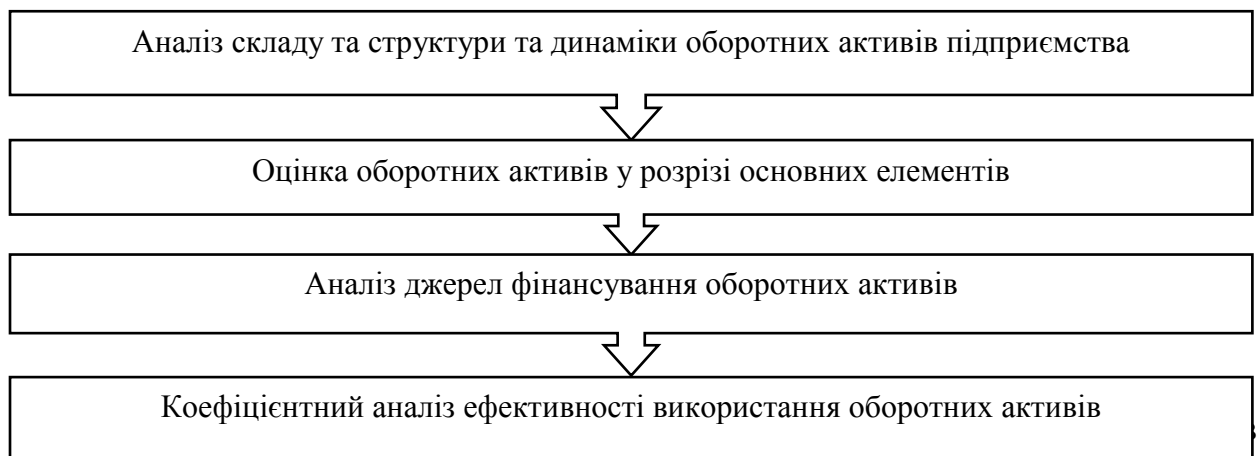 Аналіз складу та структури та динаміки оборотних активів підприємства
Оцінка оборотних активів у розрізі основних елементів
Аналіз джерел фінансування оборотних активів
Коефіцієнтний аналіз ефективності використання оборотних активів